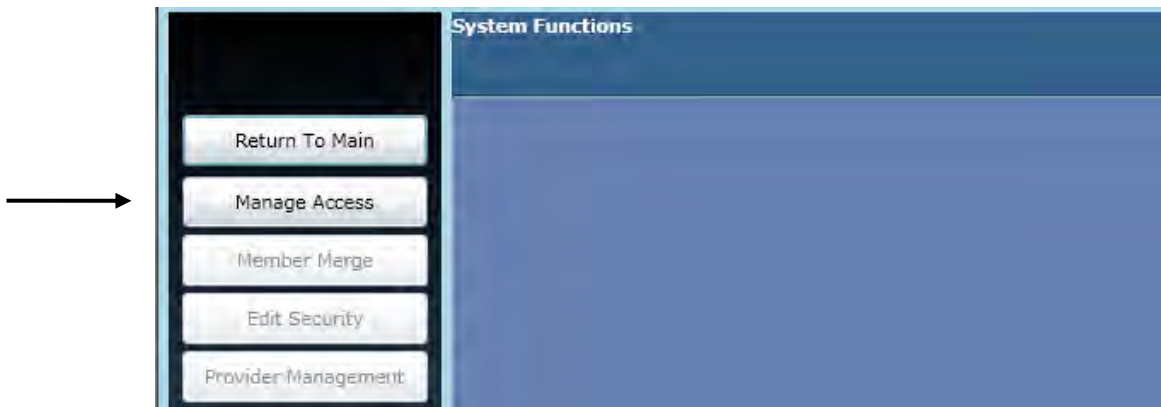 System Functions
Return To Main
Manage Access
Member Merge
Edit Security
Provider Management